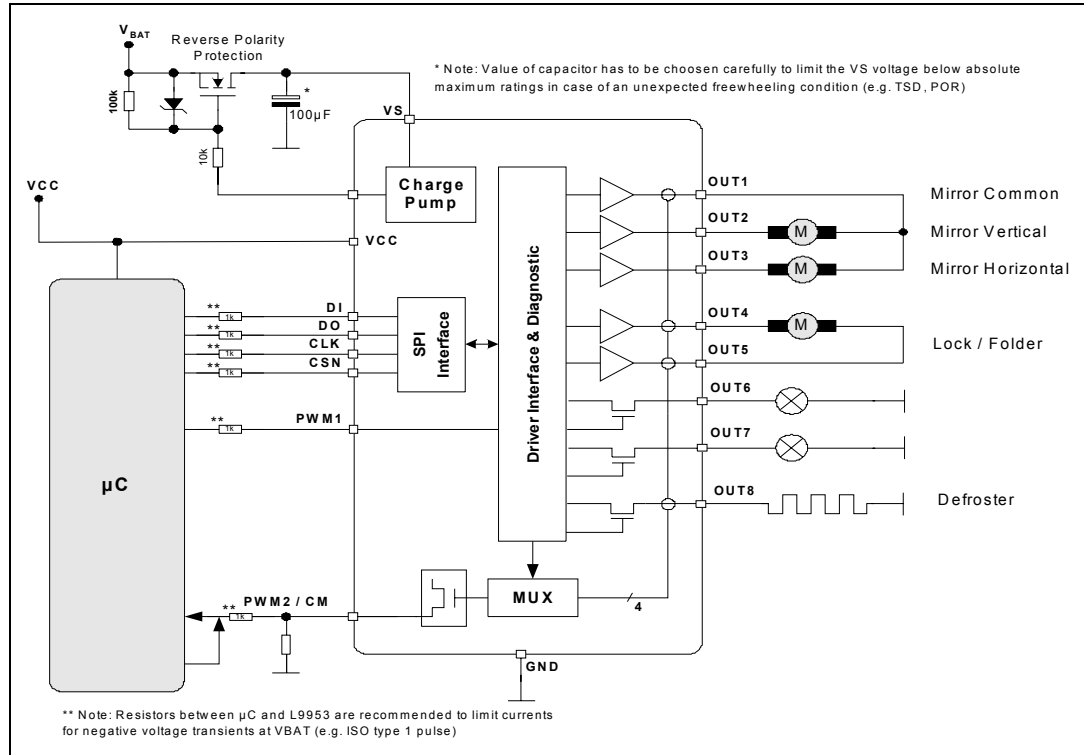 VBAT
Reverse Polarity
Protection
* Note: Value of capacitor has to be choosen carefully to limit the VS voltage below absolute
maximum ratings in case of an unexpected freewheeling condition (e.g. TSD, POR)
100k
*
100µF
VS
10k
VCC
Charge
Pump
VCC
Driver Interface & Diagnostic
OUT1
Mirror Common
OUT2
M
Mirror Vertical
OUT3
M
Mirror Horizontal
** 1k DI
** 1k DO
** 1k CLK
** 1k CSN
SPI
Interface
OUT4
M
Lock / Folder
OUT5
OUT6
** 1k PWM1
OUT7
µC
OUT8
Defroster
** 1k PWM2 / CM
MUX
4
GND
** Note: Resistors between µC and L9953 are recommended to limit currents
for negative voltage transients at VBAT (e.g. ISO type 1 pulse)